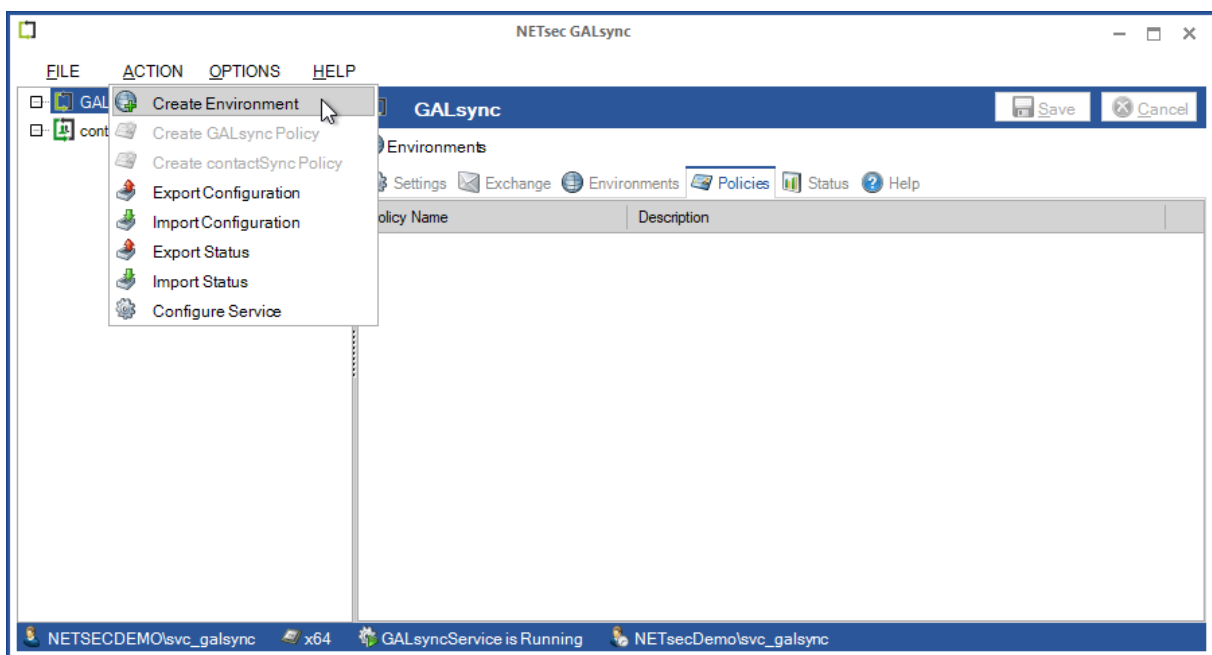 NETsec GALsync
FILE ACTION OPTIONS HELP
GAL
cont
Create Environment
Create GALsync Policy
Create contactSync Policy
Export Configuration
Import Configuration
Export Status
Import Status
Configure Service
GALsync
Save Cancel
Environments
Settings Exchange Environments Policies Status Help
olicy Name Description
NETSECDEMO\svc_galsync x64 GALsyncService is Running NETsecDemo\svc_galsync